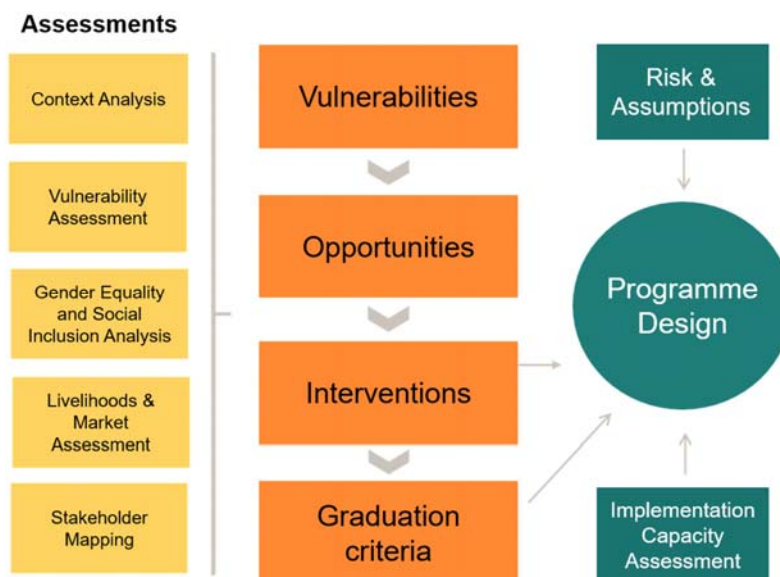 Assessments
Context Analysis
Vulnerability
Assessment
Gender Equality
and Social
Inclusion Analysis
Livelihoods &
Market
Assessment
Stakeholder
Mapping
Vulnerabilities
Opportunities
Interventions
Graduation
criteria
Risk &
Assumptions
Programme
Design
Implementation
Capacity
Assessment